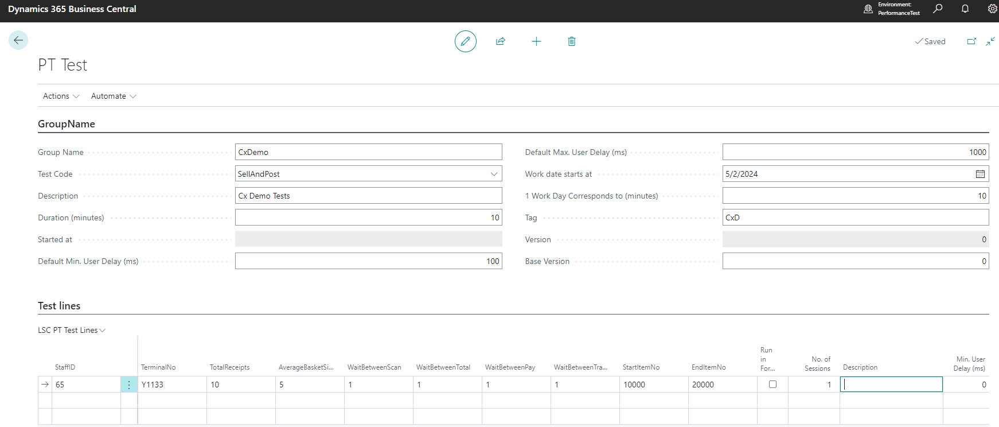 Dynamics 365 Business Central
Environment:
PerformanceTest
Saved
PT Test
Actions
Automate
GroupName
Group Name
CxDemo
Default Max. User Delay (ms)
1000
Test Code
SellAndPost
Work date starts at
5/2/2024
Description
Cx Demo Tests
1 Work Day Corresponds to (minutes)
10
Duration (minutes)
10
Tag
CxD
Started at
Version
0
Default Min. User Delay (ms)
100
Base Version
0
Test lines
LSC PT Test Lines
StaffID
TerminalNo
TotalReceipts
AverageBasketSi...
WaitBetweenScan
WaitBetweenTotal
WaitBetweenPay
WaitBetweenTra...
StartItemNo
EndItemNo
Run
in
For...
No. of
Sessions
Description
Min. User
Delay (ms)
65
Y1133
10
5
1
1
1
1
10000
20000
1
0